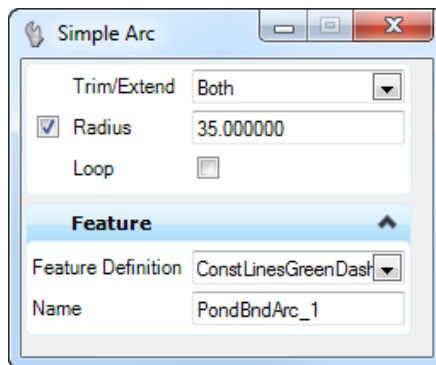 Simple Arc
Trim/Extend Both
Radius 35.000000
Loop
Feature
Feature Definition ConstLinesGreenDash
Name PondBndArc_1